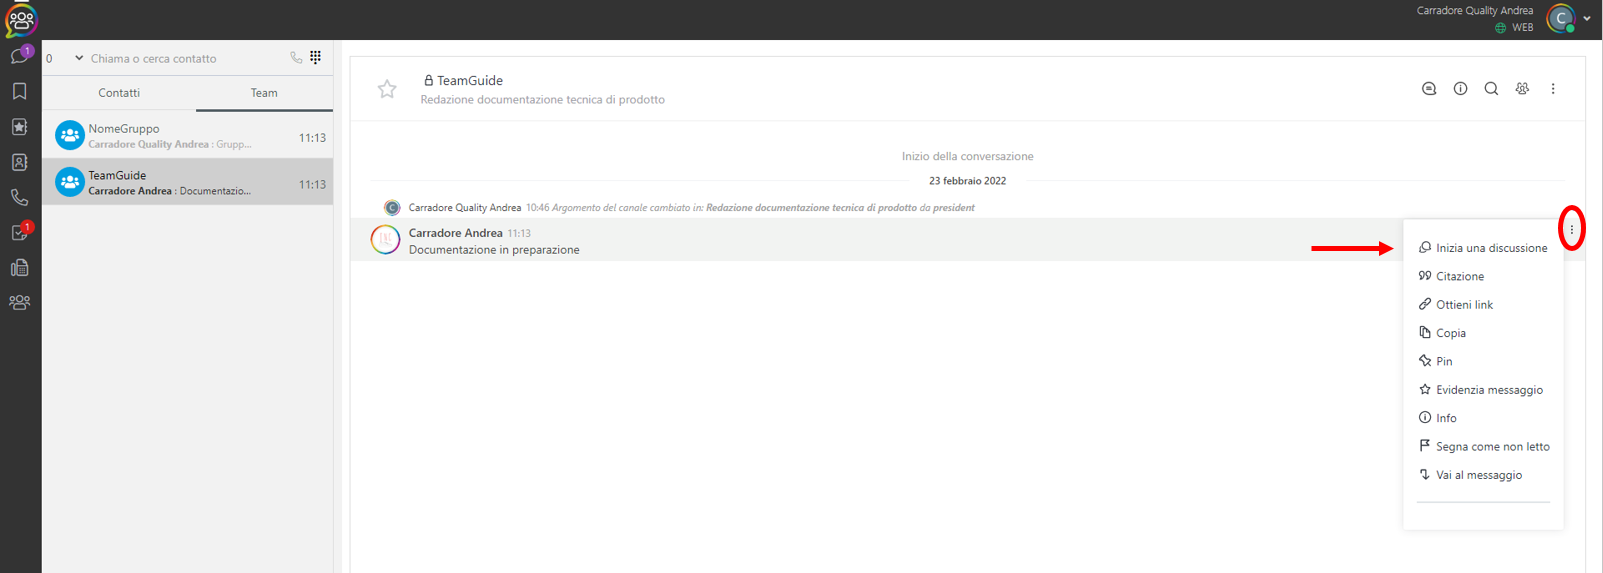 Carradore Quality Andrea
WEB
C
1
0 Chiama o cerca contatto
Contatti Team
NomeGruppo
Carradore Quality Andrea : Grupp... 11:13
TeamGuide
Carradore Andrea : Documentazio... 11:13
1
TeamGuide
Redazione documentazione tecnica di prodotto
Inizio della conversazione
23 febbraio 2022
C Carradore Quality Andrea 10:46 Argomento del canale cambiato in: Redazione documentazione tecnica di prodotto da president
Carradore Andrea 11:13
Documentazione in preparazione
Inizia una discussione
Citazione
Ottieni link
Copia
Pin
Evidenzia messaggio
Info
Segna come non letto
Vai al messaggio